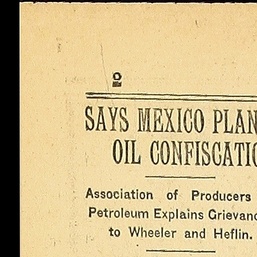 2
SAYS MEXICO PLAN
OIL CONFISCATIO
Association of Producers
Petroleum Explains Grievanc
to Wheeler and Heflin.